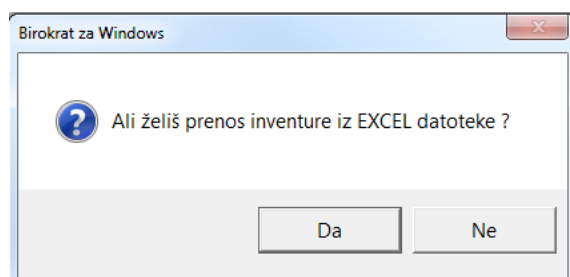 Birokrat za Windows
Ali želiš prenos inventure iz EXCEL datoteke ?
Da
Ne